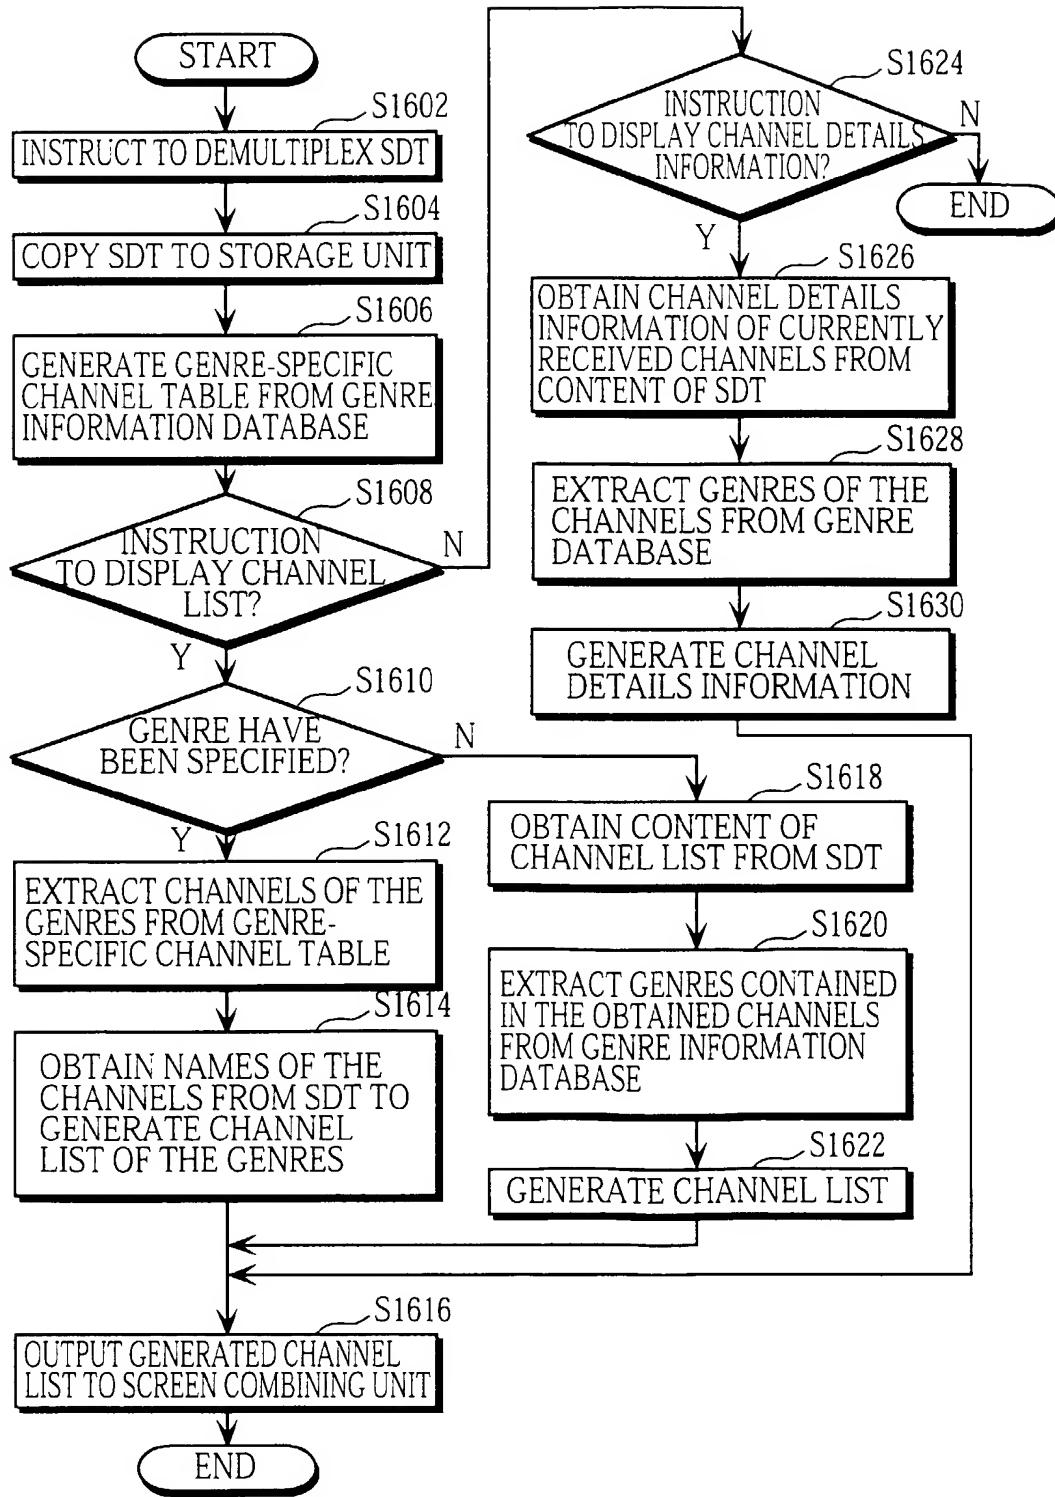 START
S1602
INSTRUCT TO DEMULTIPLEX SDT
S1604
COPY SDT TO STORAGE UNIT
S1606
GENERATE GENRE-SPECIFIC
CHANNEL TABLE FROM GENRE
INFORMATION DATABASE
S1608
INSTRUCTION
TO DISPLAY CHANNEL
LIST?
N
Y
S1610
GENRE HAVE
BEEN SPECIFIED?
N
Y
S1612
EXTRACT CHANNELS OF THE
GENRES FROM GENRE-
SPECIFIC CHANNEL TABLE
S1614
OBTAIN NAMES OF THE
CHANNELS FROM SDT TO
GENERATE CHANNEL
LIST OF THE GENRES
S1616
OUTPUT GENERATED CHANNEL
LIST TO SCREEN COMBINING UNIT
END
S1618
OBTAIN CONTENT OF
CHANNEL LIST FROM SDT
S1620
EXTRACT GENRES CONTAINED
IN THE OBTAINED CHANNELS
FROM GENRE INFORMATION
DATABASE
S1622
GENERATE CHANNEL LIST
S1624
INSTRUCTION
TO DISPLAY CHANNEL DETAILS
INFORMATION?
N
END
Y
S1626
OBTAIN CHANNEL DETAILS
INFORMATION OF CURRENTLY
RECEIVED CHANNELS FROM
CONTENT OF SDT
S1628
EXTRACT GENRES OF THE
CHANNELS FROM GENRE
DATABASE
S1630
GENERATE CHANNEL
DETAILS INFORMATION